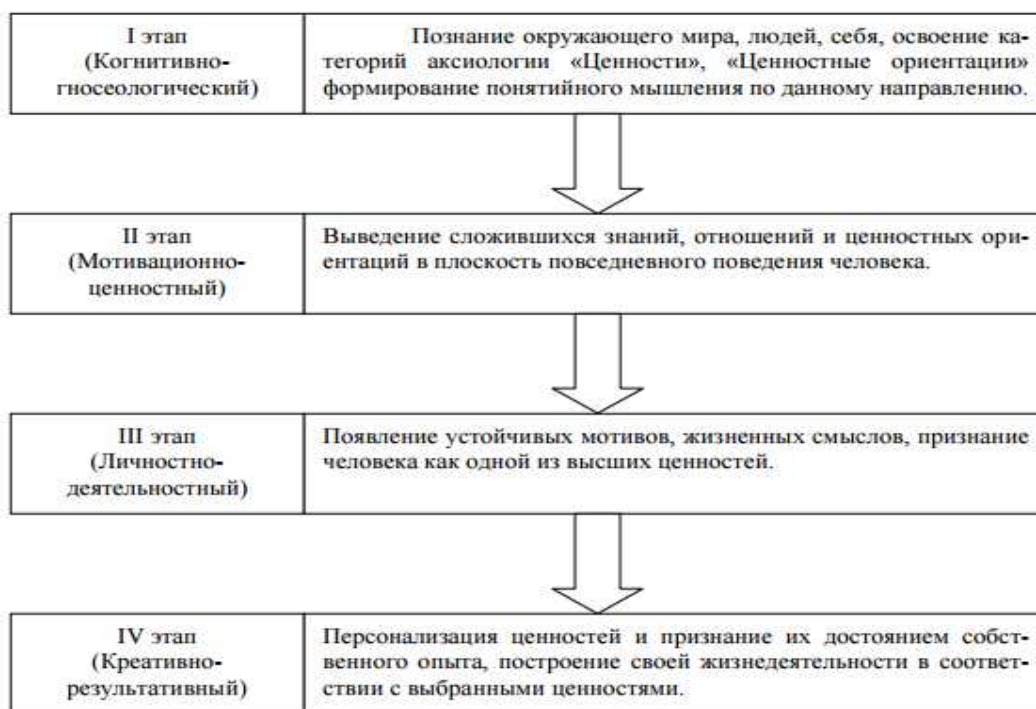 I этап
(Когнитивно-
гносеологический)
Познание окружающего мира, людей, себя, освоение ка-
тегорий аксиологии «Ценности», «Ценностные ориентации»
формирование понятийного мышления по данному направлению.
II этап
(Мотивационно-
ценностный)
Выведение сложившихся знаний, отношений и ценностных ори-
ентаций в плоскость повседневного поведения человека.
III этап
(Личностно-
деятельностный)
Появление устойчивых мотивов, жизненных смыслов, признание
человека как одной из высших ценностей.
IV этап
(Креативно-
результативный)
Персонализация ценностей и признание их достоянием собст-
венного опыта, построение своей жизнедеятельности в соответ-
ствии с выбранными ценностями.